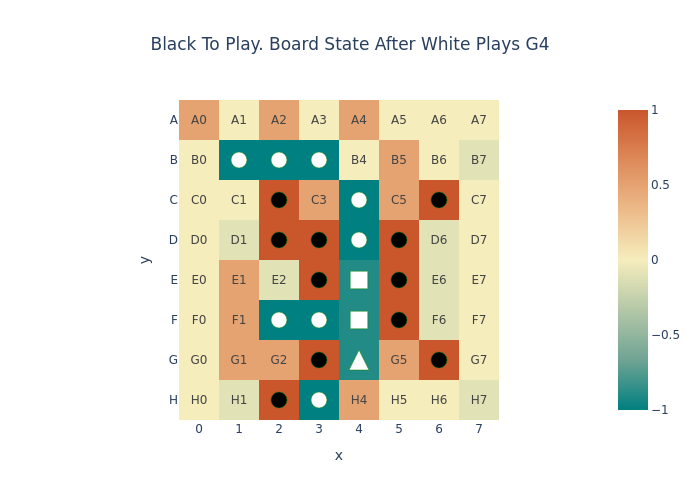 Black To Play. Board State After White Plays G4
A A0 A1 A2 A3 A4 A5 A6 A7
B B0 B4 B5 B6 B7
C C0 C1 C3 C5 C7
D D0 D1 D6 D7
E E0 E1 E2 E6 E7
F F0 F1 F6 F7
G G0 G1 G2 G5 G7
H H0 H1 H4 H5 H6 H7
0 1 2 3 4 5 6 7
x
y
1
0.5
0
−0.5
−1